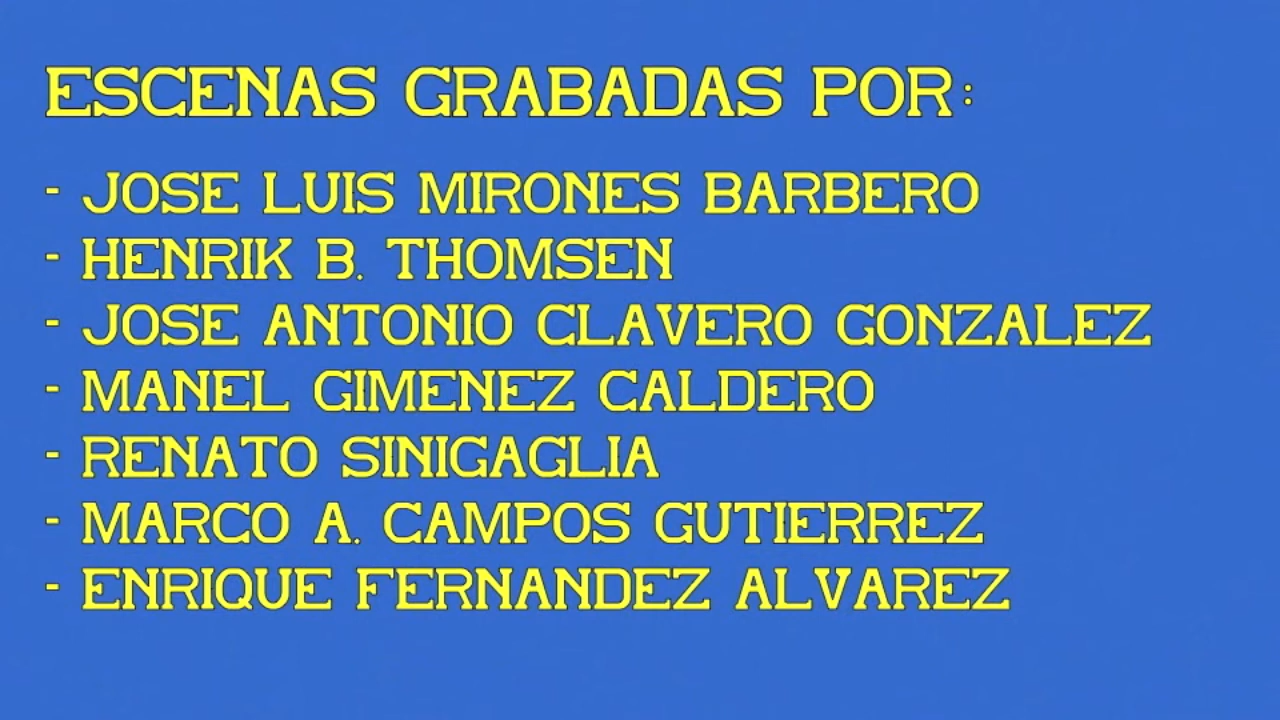 ESCENAS GRABADAS POR:
- JOSE LUIS MIRONES BARBERO
- HENRIK B. THOMSEN
- JOSE ANTONIO CLAVERO GONZALEZ
- MANEL GIMENEZ CALDERO
- RENATO SINIGAGLIA
- MARCO A. CAMPOS GUTIERREZ
- ENRIQUE FERNANDEZ ALVAREZ